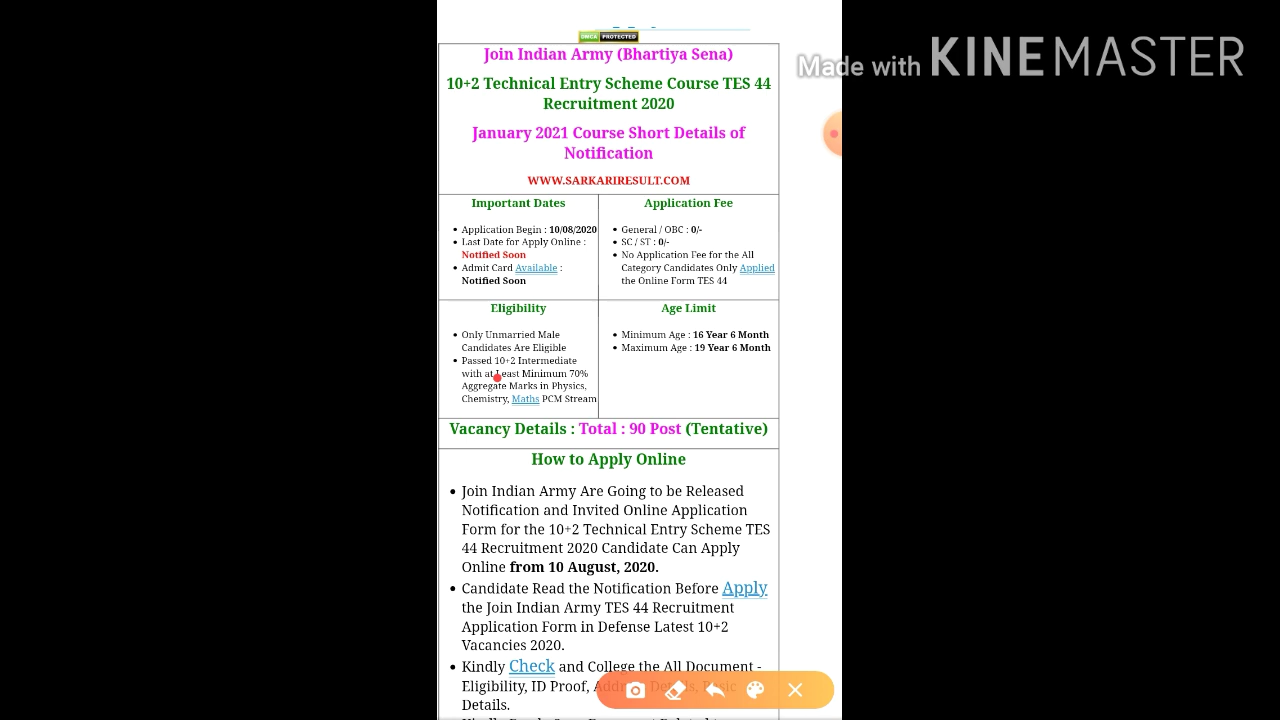 Made with KINEMASTER
DMCA PROTECTED
Join Indian Army (Bhartiya Sena)
10+2 Technical Entry Scheme Course TES 44
Recruitment 2020
January 2021 Course Short Details of
Notification
WWW.SARKARIRESULT.COM
Important Dates
• Application Begin : 10/08/2020
• Last Date for Apply Online :
Notified Soon
• Admit Card Available :
Notified Soon
Application Fee
• General / OBC : 0/-
• SC / ST : 0/-
• No Application Fee for the All
Category Candidates Only Applied
the Online Form TES 44
Eligibility
• Only Unmarried Male
Candidates Are Eligible
• Passed 10+2 Intermediate
with at Least Minimum 70%
Aggregate Marks in Physics,
Chemistry, Maths PCM Stream
Age Limit
• Minimum Age : 16 Year 6 Month
• Maximum Age : 19 Year 6 Month
Vacancy Details : Total : 90 Post (Tentative)
How to Apply Online
• Join Indian Army Are Going to be Released
Notification and Invited Online Application
Form for the 10+2 Technical Entry Scheme TES
44 Recruitment 2020 Candidate Can Apply
Online from 10 August, 2020.
• Candidate Read the Notification Before Apply
the Join Indian Army TES 44 Recruitment
Application Form in Defense Latest 10+2
Vacancies 2020.
• Kindly Check and College the All Document -
Eligibility, ID Proof, Address Details, Basic
Details.